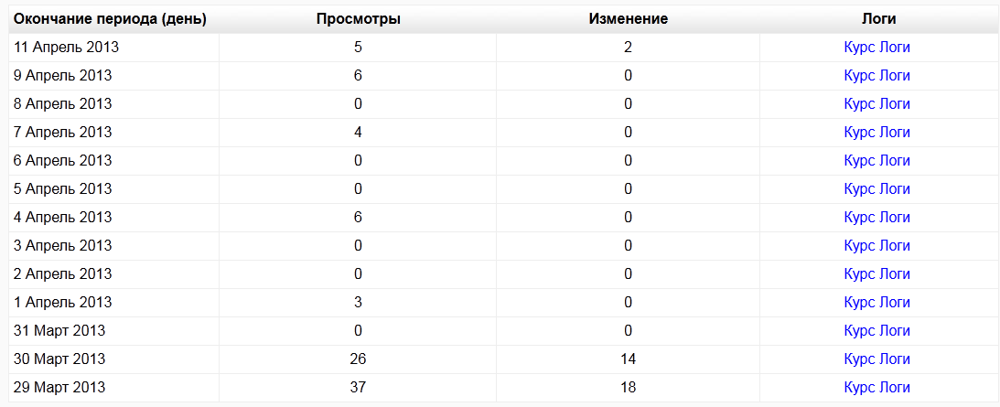 Окончание периода (день) Просмотры Изменение Логи
11 Апрель 2013 5 2 Курс Логи
9 Апрель 2013 6 0 Курс Логи
8 Апрель 2013 0 0 Курс Логи
7 Апрель 2013 4 0 Курс Логи
6 Апрель 2013 0 0 Курс Логи
5 Апрель 2013 0 0 Курс Логи
4 Апрель 2013 6 0 Курс Логи
3 Апрель 2013 0 0 Курс Логи
2 Апрель 2013 0 0 Курс Логи
1 Апрель 2013 3 0 Курс Логи
31 Март 2013 0 0 Курс Логи
30 Март 2013 26 14 Курс Логи
29 Март 2013 37 18 Курс Логи